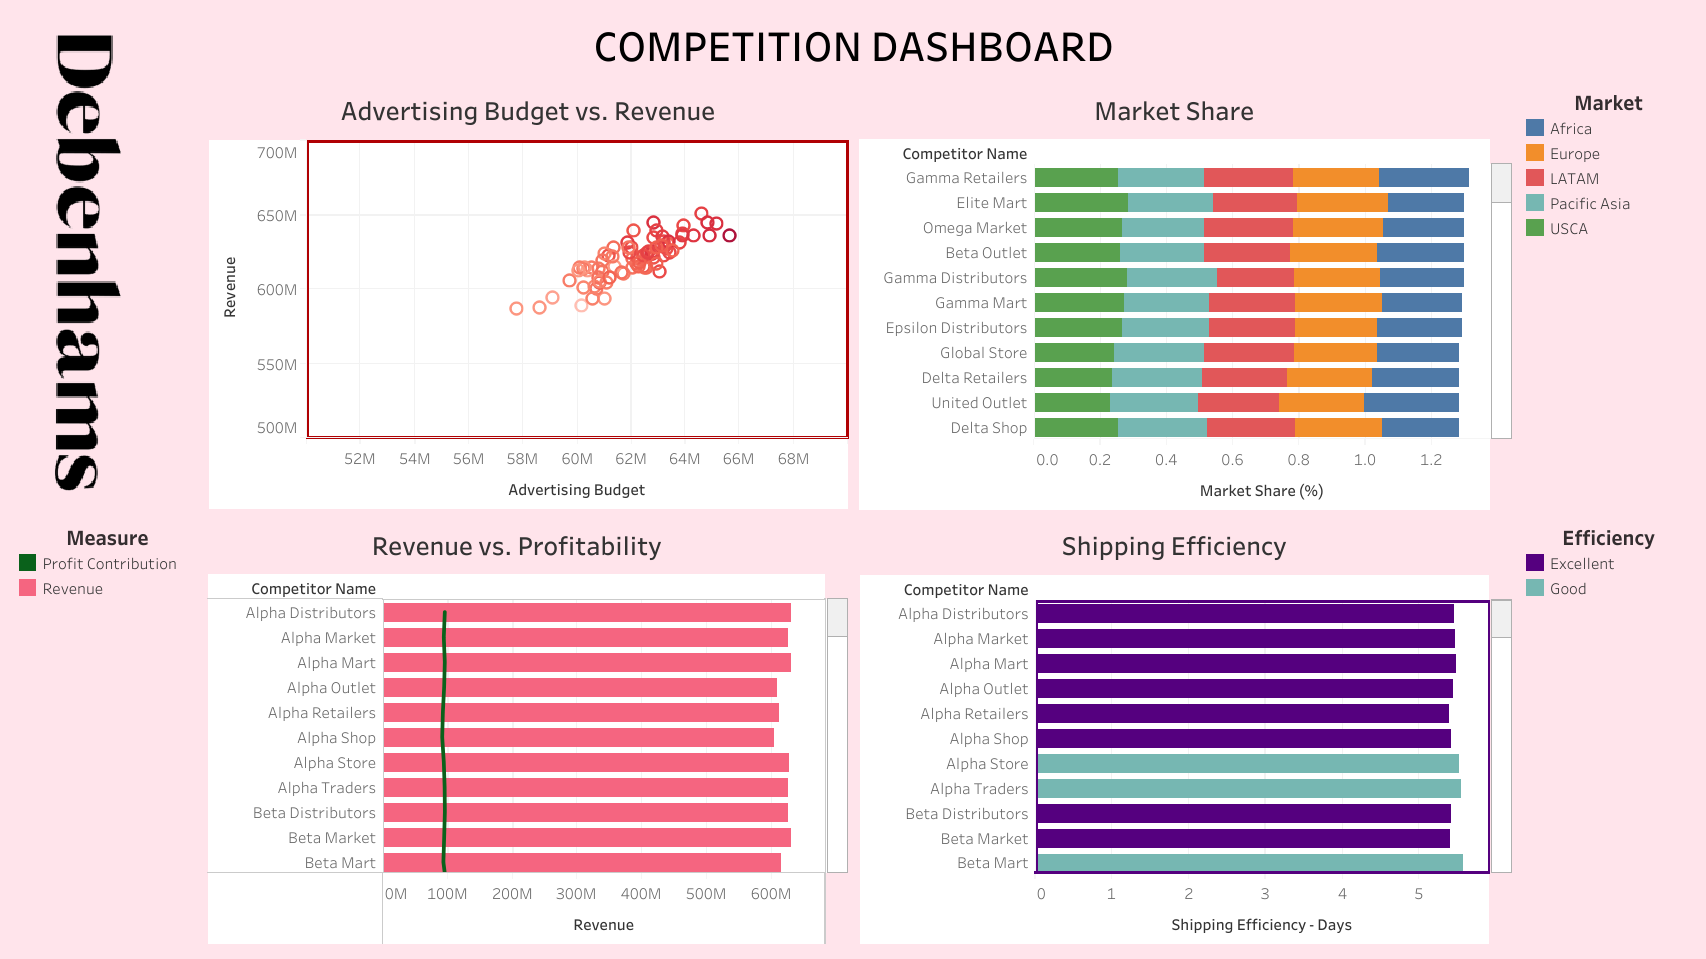 COMPETITION DASHBOARD
Debenhams
Advertising Budget vs. Revenue
700M
650M
600M
550M
500M
Revenue
52M 54M 56M 58M 60M 62M 64M 66M 68M
Advertising Budget
Market Share
Competitor Name
Gamma Retailers
Elite Mart
Omega Market
Beta Outlet
Gamma Distributors
Gamma Mart
Epsilon Distributors
Global Store
Delta Retailers
United Outlet
Delta Shop
0.0 0.2 0.4 0.6 0.8 1.0 1.2
Market Share (%)
Market
Africa
Europe
LATAM
Pacific Asia
USCA
Measure
Profit Contribution
Revenue
Revenue vs. Profitability
Competitor Name
Alpha Distributors
Alpha Market
Alpha Mart
Alpha Outlet
Alpha Retailers
Alpha Shop
Alpha Store
Alpha Traders
Beta Distributors
Beta Market
Beta Mart
0M 100M 200M 300M 400M 500M 600M
Revenue
Shipping Efficiency
Competitor Name
Alpha Distributors
Alpha Market
Alpha Mart
Alpha Outlet
Alpha Retailers
Alpha Shop
Alpha Store
Alpha Traders
Beta Distributors
Beta Market
Beta Mart
0 1 2 3 4 5
Shipping Efficiency - Days
Efficiency
Excellent
Good